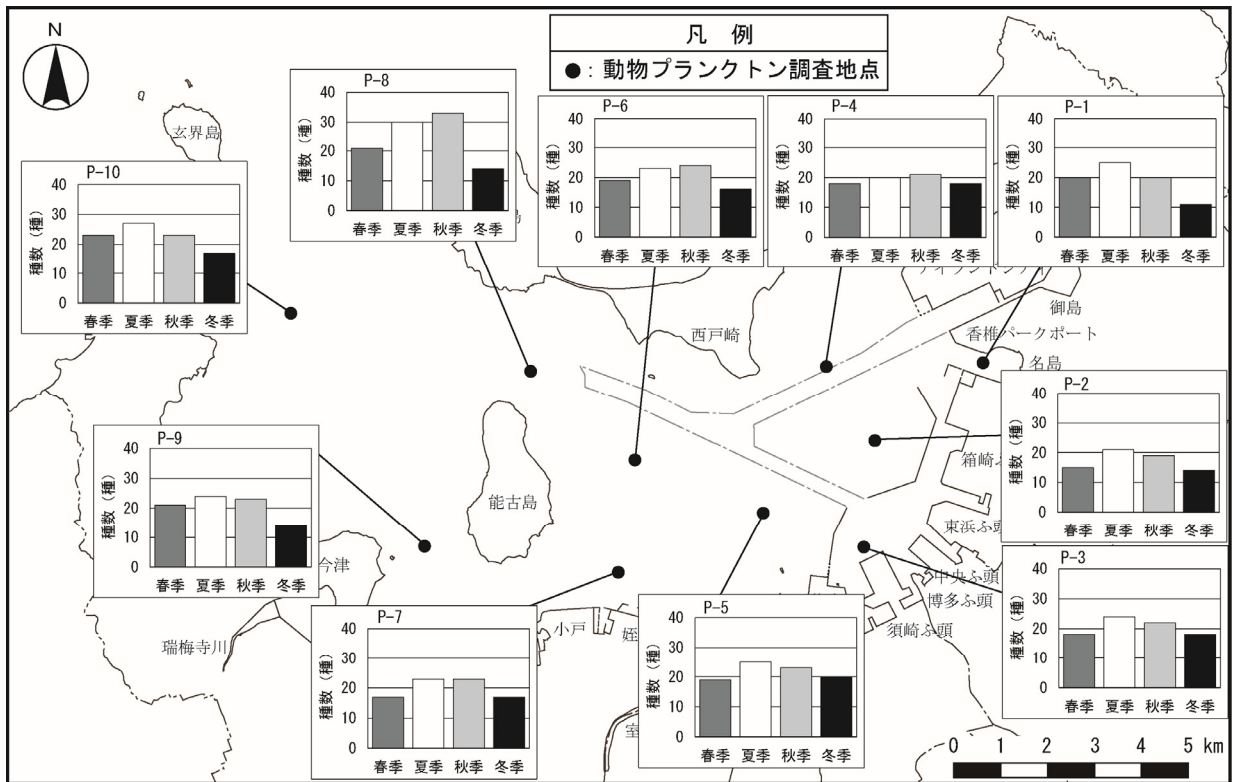 N
凡 例
●：動物プランクトン調査地点
玄界島
P-8
種数（種）
40
30
20
10
0
春季 夏季 秋季 冬季
P-6
種数（種）
40
30
20
10
0
春季 夏季 秋季 冬季
P-4
種数（種）
40
30
20
10
0
春季 夏季 秋季 冬季
P-1
種数（種）
40
30
20
10
0
春季 夏季 秋季 冬季
P-10
種数（種）
40
30
20
10
0
春季 夏季 秋季 冬季
島
アイランドシティ
御島
西戸崎
香椎パークポート
名島
P-2
種数（種）
40
30
20
10
0
春季 夏季 秋季 冬季
箱崎ふ
P-9
種数（種）
40
30
20
10
0
春季 夏季 秋季 冬季
能古島
東浜ふ頭
今津
中央ふ頭
博多ふ頭
須崎ふ頭
P-3
種数（種）
40
30
20
10
0
春季 夏季 秋季 冬季
瑞梅寺川
P-7
種数（種）
40
30
20
10
0
春季 夏季 秋季 冬季
小戸
姪
室
P-5
種数（種）
40
30
20
10
0
春季 夏季 秋季 冬季
0 1 2 3 4 5 km